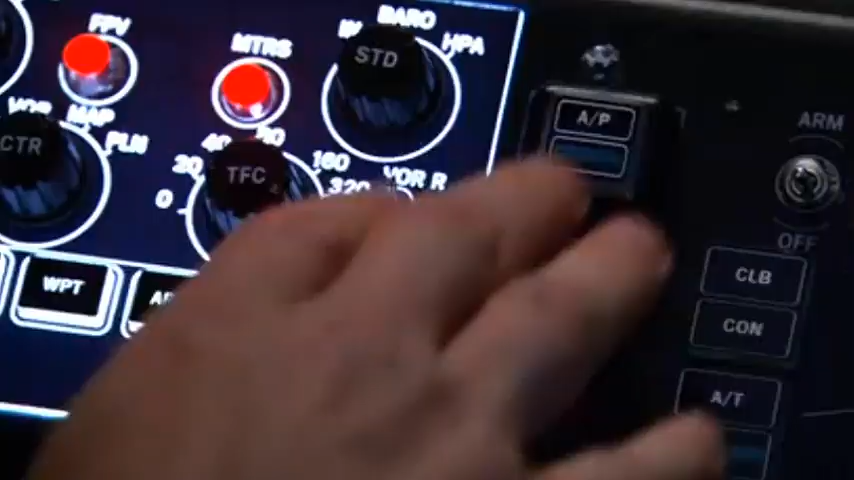 FPV
MTRS
IN
BARO
HPA
STD
VOR
MAP
PLN
CTR
0
20
40
80
160
320
TFC
VOR R
WPT
A/P
ARM
OFF
CLB
CON
A/T